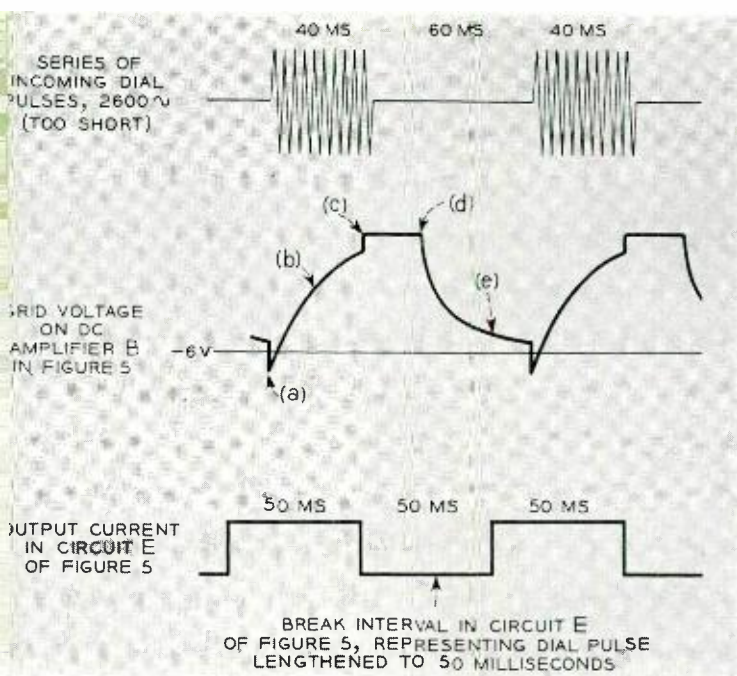 40 MS 60 MS 40 MS
SERIES OF
INCOMING DIAL
PULSES, 2600∿
(TOO SHORT)
(c) (d)
(b)
(e)
GRID VOLTAGE
ON DC
AMPLIFIER B
IN FIGURE 5
-6V
(a)
50 MS 50 MS 50 MS
OUTPUT CURRENT
IN CIRCUIT E
OF FIGURE 5
BREAK INTERVAL IN CIRCUIT E
OF FIGURE 5, REPRESENTING DIAL PULSE
LENGTHENED TO 50 MILLISECONDS